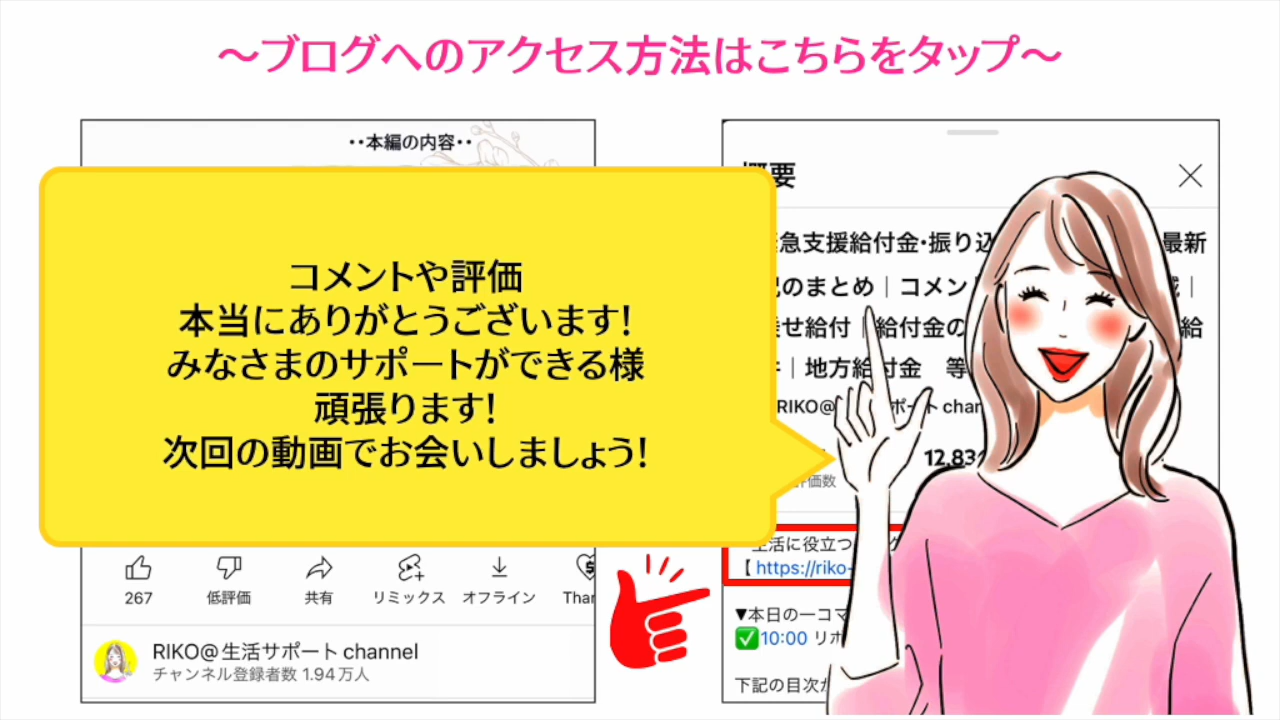 ～ブログへのアクセス方法はこちらをタップ～
••本編の内容••
コメントや評価
本当にありがとうございます!
みなさまのサポートができる様
頑張ります!
次回の動画でお会いしましょう!
267
低評価
共有
リミックス
オフライン
RIKO@生活サポートchannel
チャンネル登録者数 1.94万人
要
急支援給付金・振り込
最新
のまとめ｜コメン
せ給付
給付金の
給
｜地方給付金 等
RIKO@
ポート
12,83
評価数
生活に役立つ
【https://riko-
▼本日の一コマ
✅10:00 リホ
下記の目次